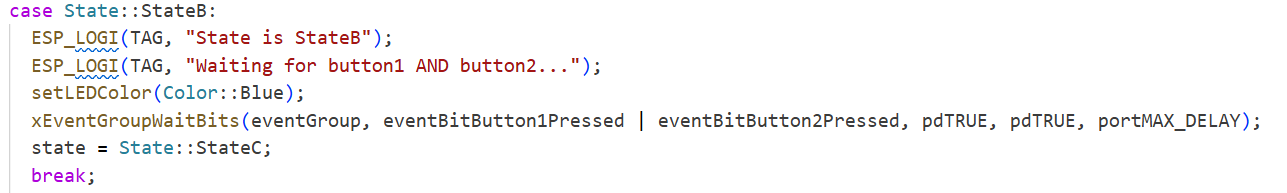 case State::StateB:
ESP_LOGI(TAG, "State is StateB");
ESP_LOGI(TAG, "Waiting for button1 AND button2...");
setLEDColor(Color::Blue);
xEventGroupWaitBits(eventGroup, eventBitButton1Pressed | eventBitButton2Pressed, pdTRUE, pdTRUE, portMAX_DELAY);
state = State::StateC;
break;